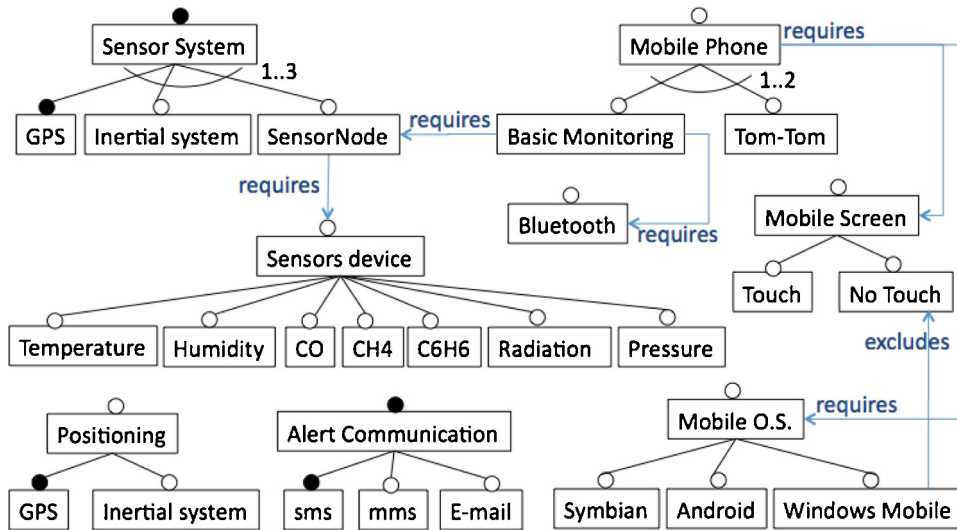 Sensor System
1..3
GPS
Inertial system
SensorNode
requires
Mobile Phone
requires
1..2
Basic Monitoring
Tom-Tom
requires
Bluetooth
requires
Mobile Screen
Touch
No Touch
Sensors device
Temperature
Humidity
CO
CH4
C6H6
Radiation
Pressure
excludes
Positioning
GPS
Inertial system
Alert Communication
sms
mms
E-mail
Mobile O.S.
requires
Symbian
Android
Windows Mobile